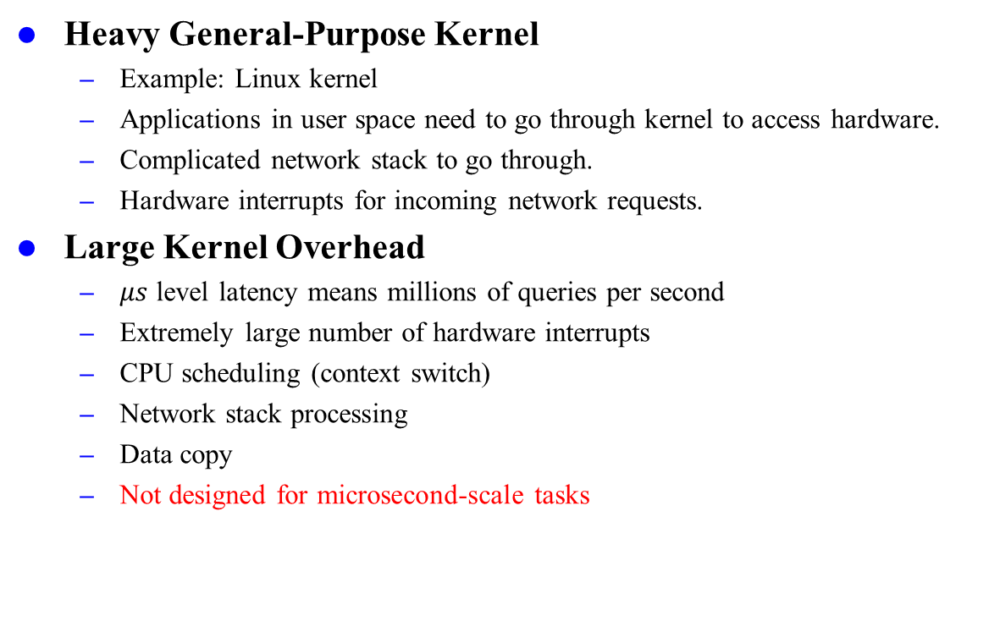 ● Heavy General-Purpose Kernel
– Example: Linux kernel
– Applications in user space need to go through kernel to access hardware.
– Complicated network stack to go through.
– Hardware interrupts for incoming network requests.
● Large Kernel Overhead
– μs level latency means millions of queries per second
– Extremely large number of hardware interrupts
– CPU scheduling (context switch)
– Network stack processing
– Data copy
– Not designed for microsecond-scale tasks